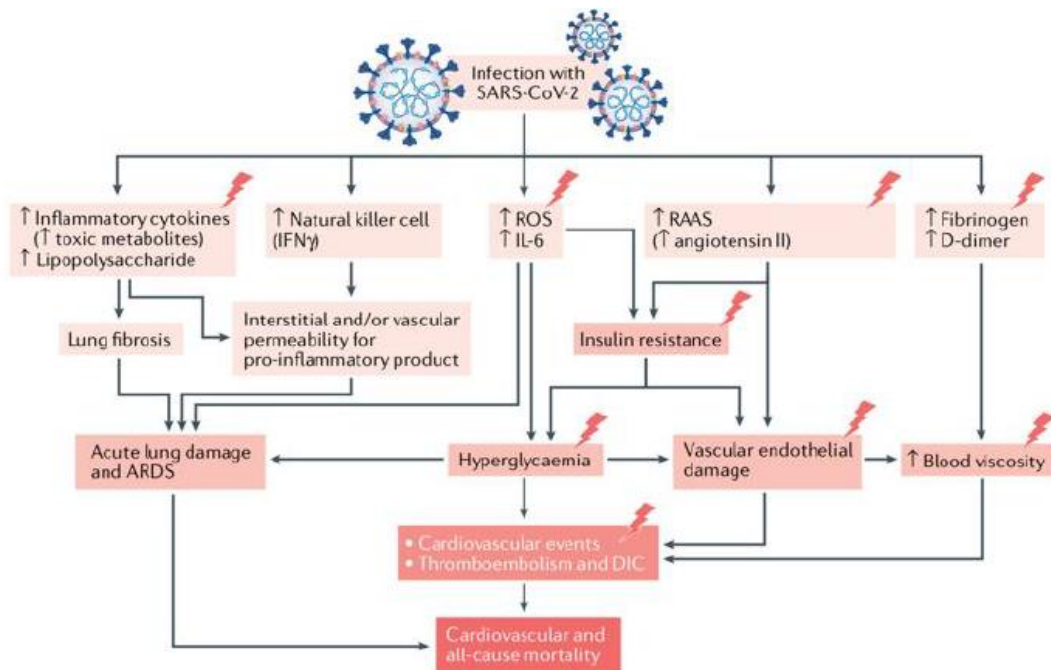 Infection with
SARS-CoV-2
↑ Inflammatory cytokines
(↑ toxic metabolites)
↑ Lipopolysaccharide
↑ Natural killer cell
(IFNγ)
↑ ROS
↑ IL-6
↑ RAAS
(↑ angiotensin II)
↑ Fibrinogen
↑ D-dimer
Lung fibrosis
Interstitial and/or vascular
permeability for
pro-inflammatory product
Insulin resistance
Acute lung damage
and ARDS
Hyperglycaemia
Vascular endothelial
damage
↑ Blood viscosity
• Cardiovascular events
• Thromboembolism and DIC
Cardiovascular and
all-cause mortality